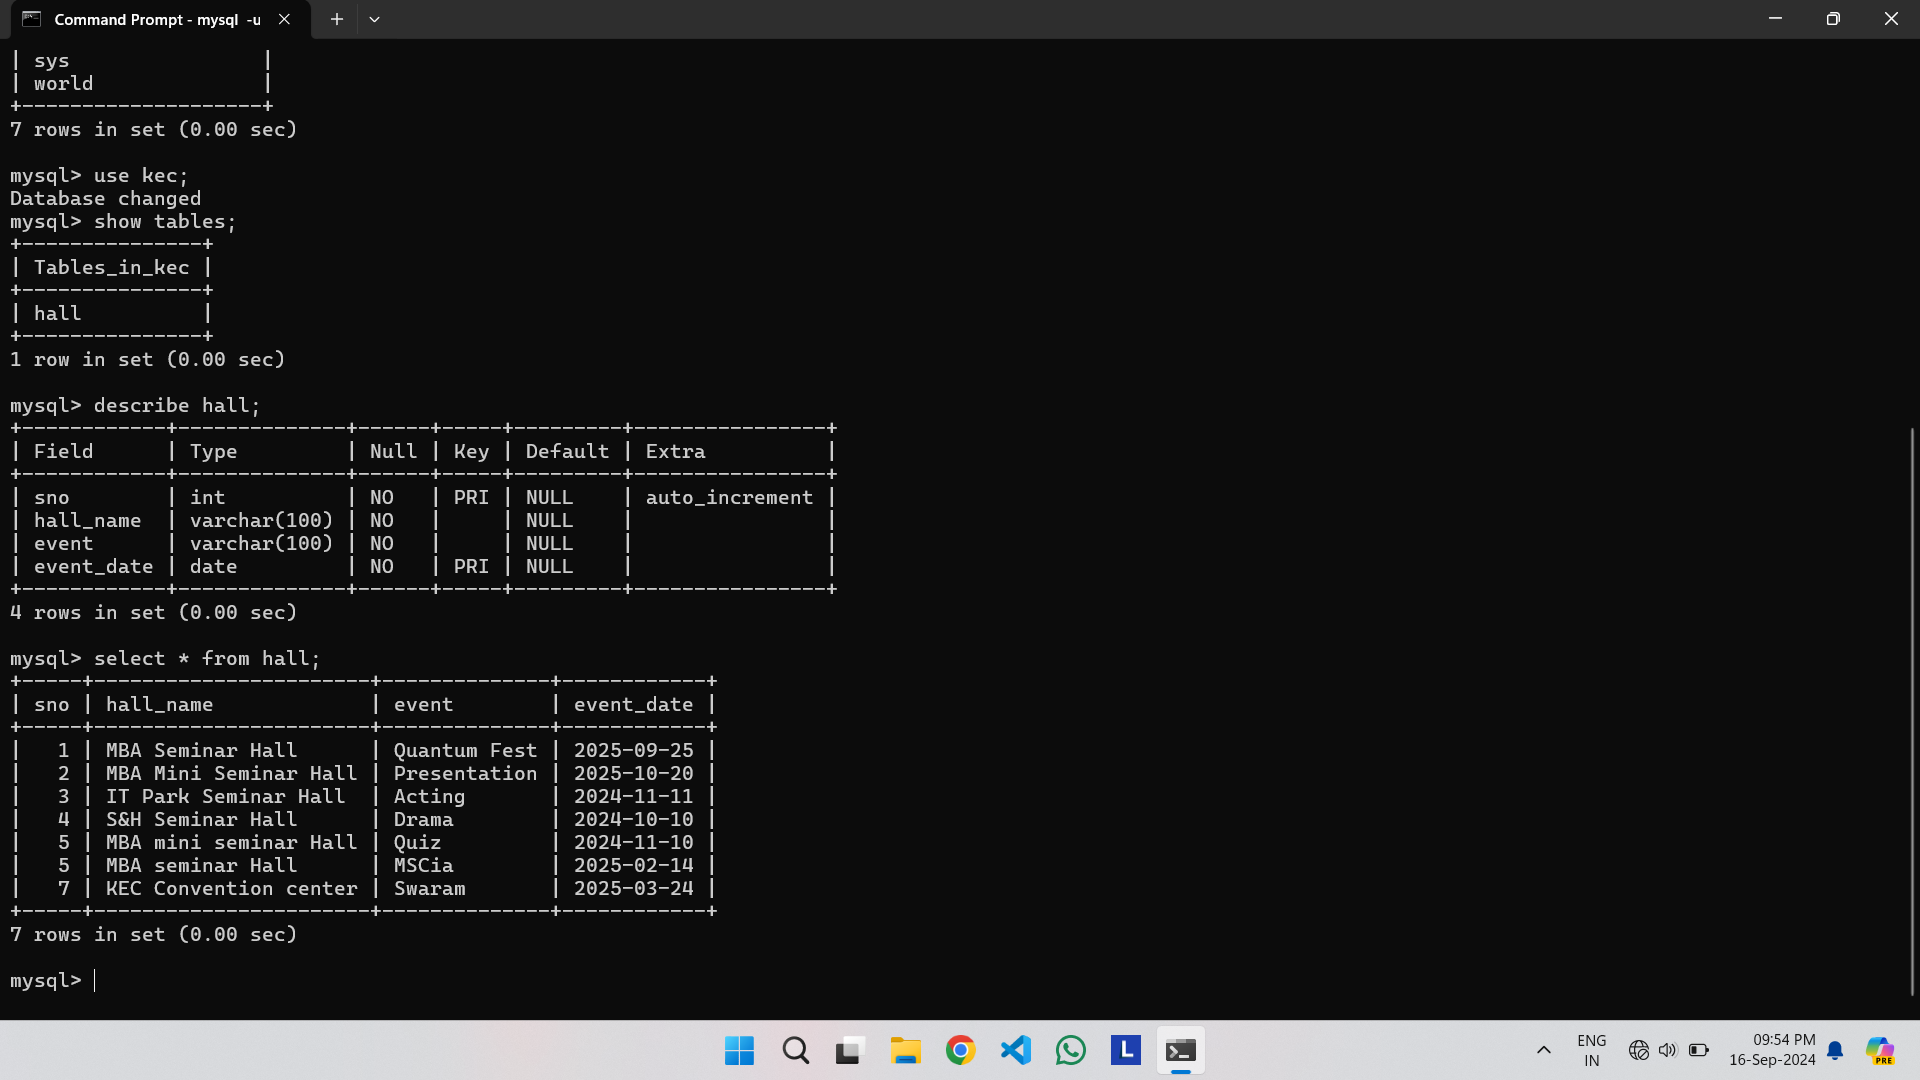 Command Prompt - mysql -u
| sys                |
| world              |
+--------------------+
7 rows in set (0.00 sec)
mysql> use kec;
Database changed
mysql> show tables;
+---------------+
| Tables_in_kec |
+---------------+
| hall          |
+---------------+
1 row in set (0.00 sec)
mysql> describe hall;
+------------+--------------+------+-----+---------+----------------+
| Field      | Type         | Null | Key | Default | Extra          |
+------------+--------------+------+-----+---------+----------------+
| sno        | int          | NO   | PRI | NULL    | auto_increment |
| hall_name  | varchar(100) | NO   |     | NULL    |                |
| event      | varchar(100) | NO   |     | NULL    |                |
| event_date | date         | NO   | PRI | NULL    |                |
+------------+--------------+------+-----+---------+----------------+
4 rows in set (0.00 sec)
mysql> select * from hall;
+-----+-----------------------+--------------+------------+
| sno | hall_name             | event        | event_date |
+-----+-----------------------+--------------+------------+
|   1 | MBA Seminar Hall      | Quantum Fest | 2025-09-25 |
|   2 | MBA Mini Seminar Hall | Presentation | 2025-10-20 |
|   3 | IT Park Seminar Hall  | Acting       | 2024-11-11 |
|   4 | S&H Seminar Hall      | Drama        | 2024-10-10 |
|   5 | MBA mini seminar Hall | Quiz         | 2024-11-10 |
|   5 | MBA seminar Hall      | MSCia        | 2025-02-14 |
|   7 | KEC Convention center | Swaram       | 2025-03-24 |
+-----+-----------------------+--------------+------------+
7 rows in set (0.00 sec)
mysql>
L
ENG
IN
09:54 PM
16-Sep-2024
PRE